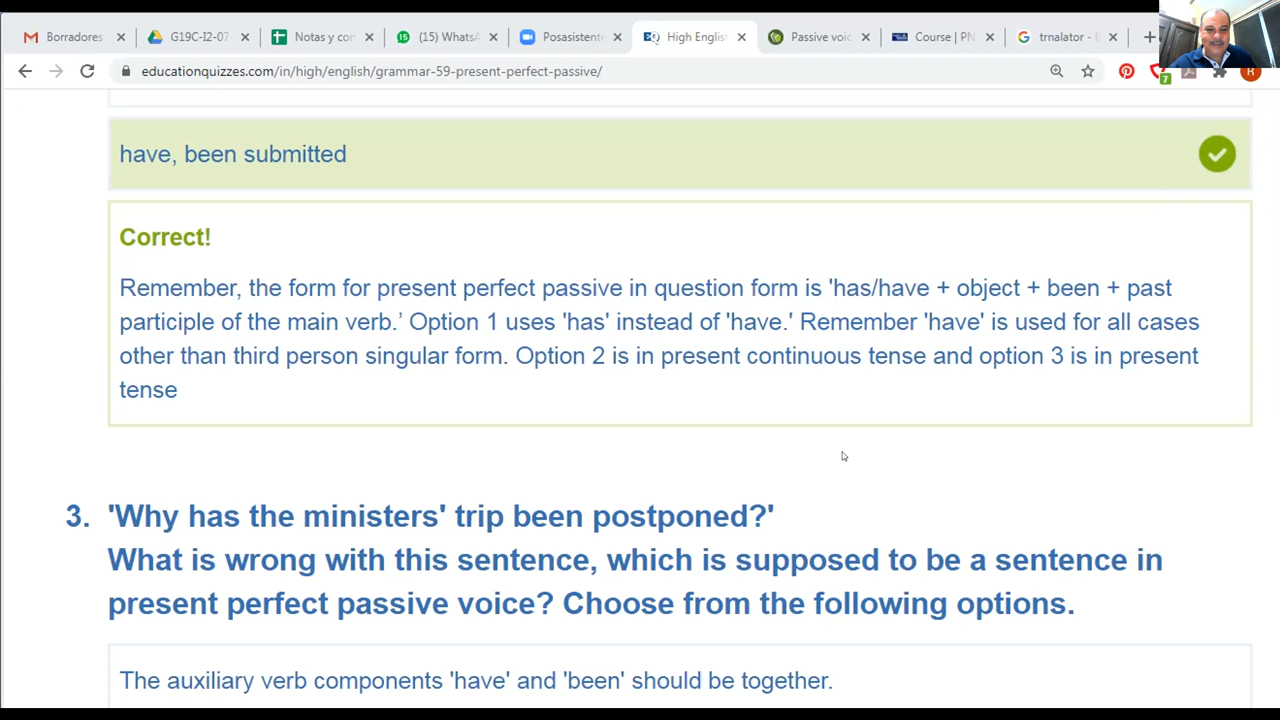 Borradores
G19C-I2-07
Notas y con
(15) WhatsA
Posasistente
EQ High Englis
Passive voic
Course | PN
trnalator - B
educationquizzes.com/in/high/english/grammar-59-present-perfect-passive/
7
R
have, been submitted
Correct!
Remember, the form for present perfect passive in question form is 'has/have + object + been + past
participle of the main verb.’ Option 1 uses 'has' instead of 'have.' Remember 'have' is used for all cases
other than third person singular form. Option 2 is in present continuous tense and option 3 is in present
tense
3. 'Why has the ministers' trip been postponed?'
What is wrong with this sentence, which is supposed to be a sentence in
present perfect passive voice? Choose from the following options.
The auxiliary verb components 'have' and 'been' should be together.